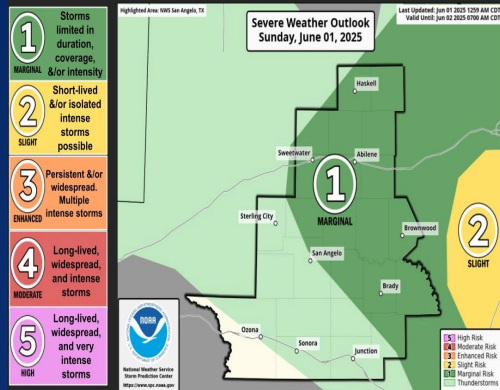 Highlighted Area: NWS San Angelo, TX
Last Updated: Jun 01 2025 1259 AM CDT
Valid Until: Jun 02 2025 0700 AM CDT
Severe Weather Outlook
Sunday, June 01, 2025
1
MARGINAL
Storms
limited in
duration,
coverage,
&/or intensity
2
SLIGHT
Short-lived
&/or isolated
intense
storms
possible
3
ENHANCED
Persistent &/or
widespread.
Multiple
intense storms
4
MODERATE
Long-lived,
widespread,
and intense
storms
5
HIGH
Long-lived,
widespread,
and very
intense
storms
Haskell
Sweetwater
Abilene
1
MARGINAL
Sterling City
Brownwood
2
SLIGHT
San Angelo
Brady
Ozona
Sonora
Junction
NOAA
National Weather Service
Storm Prediction Center
https://www.spc.noaa.gov
5 High Risk
4 Moderate Risk
3 Enhanced Risk
2 Slight Risk
1 Marginal Risk
Thunderstorms